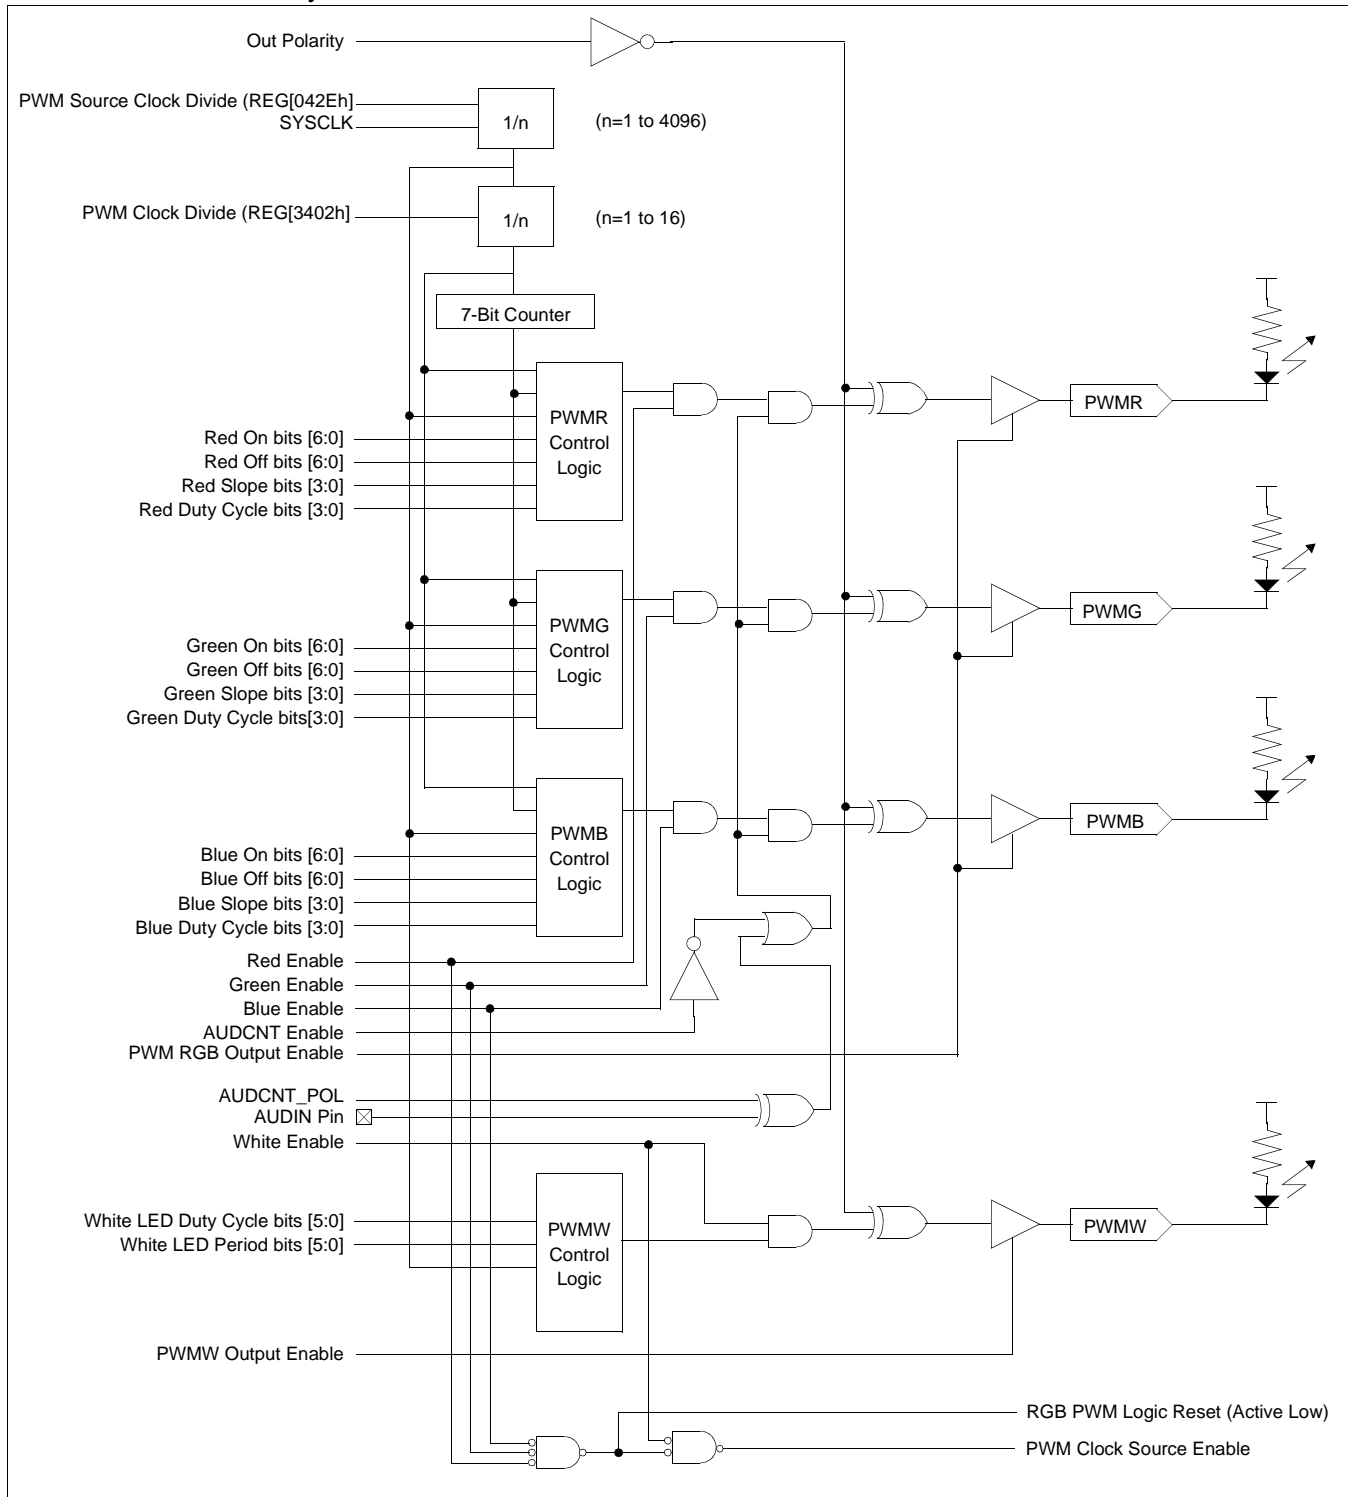 Out Polarity
PWM Source Clock Divide (REG[042Eh]
SYSCLK
1/n
(n=1 to 4096)
PWM Clock Divide (REG[3402h]
1/n
(n=1 to 16)
7-Bit Counter
PWMR
Control
Logic
Red On bits [6:0]
Red Off bits [6:0]
Red Slope bits [3:0]
Red Duty Cycle bits [3:0]
PWMR
PWMG
Control
Logic
Green On bits [6:0]
Green Off bits [6:0]
Green Slope bits [3:0]
Green Duty Cycle bits[3:0]
PWMG
PWMB
Control
Logic
Blue On bits [6:0]
Blue Off bits [6:0]
Blue Slope bits [3:0]
Blue Duty Cycle bits [3:0]
PWMB
Red Enable
Green Enable
Blue Enable
AUDCNT Enable
PWM RGB Output Enable
AUDCNT_POL
AUDIN Pin
White Enable
White LED Duty Cycle bits [5:0]
White LED Period bits [5:0]
PWMW
Control
Logic
PWMW
PWMW Output Enable
RGB PWM Logic Reset (Active Low)
PWM Clock Source Enable